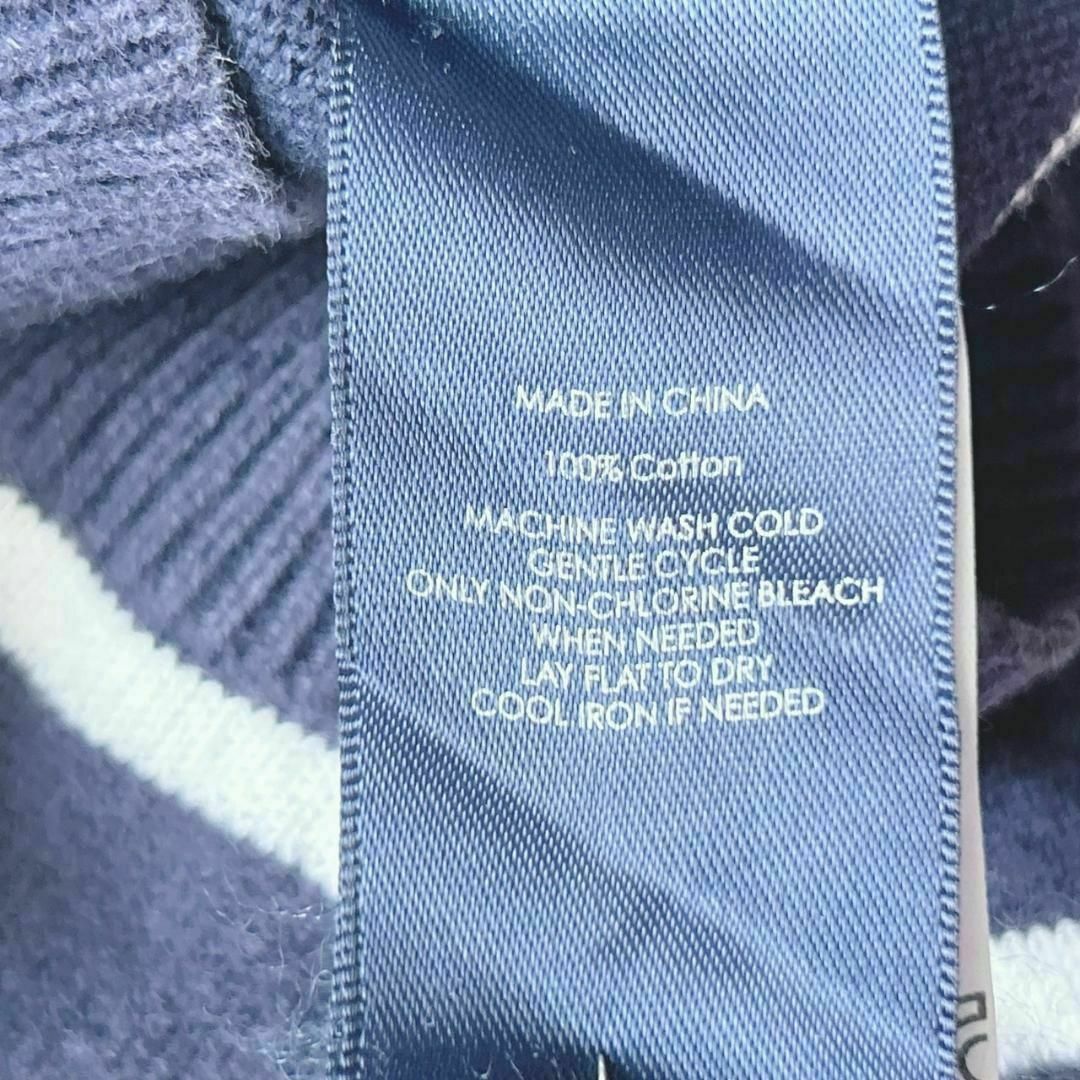 MADE IN CHINA
100% Cotton
MACHINE WASH COLD
GENTLE CYCLE
ONLY NON-CHLORINE BLEACH
WHEN NEEDED
LAY FLAT TO DRY
COOL IRON IF NEEDED